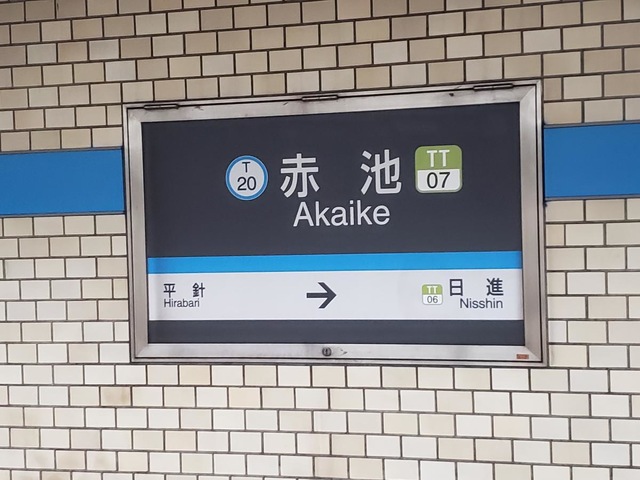 T 20 赤 池 TT 07
Akaike
平 針 → TT 06 日 進
Hirabari Nisshin